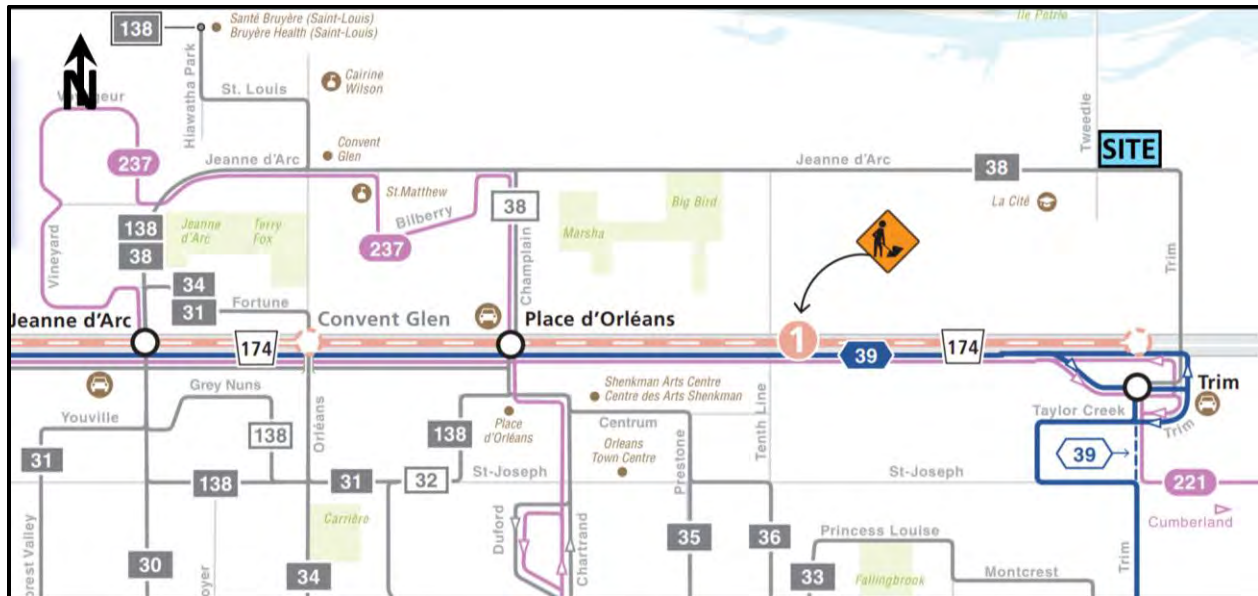 138
Santé Bruyère (Saint-Louis)
Bruyère Health (Saint-Louis)
Ile Petrie
N
Hiawatha Park
St. Louis
Cairine
Wilson
Tweedie
237
Convent
Glen
Jeanne d'Arc
Jeanne d'Arc
38
SITE
St.Matthew
Bilberry
38
La Cité
Big Bird
Marsha
138
38
Jeanne
d'Arc
Terry
Fox
237
Champlain
Vineyard
Trim
34
31
Fortune
Jeanne d'Arc
Convent Glen
Place d'Orléans
174
1
39
174
Grey Nuns
Shenkman Arts Centre
Centre des Arts Shenkman
Trim
Youville
138
Orléans
138
Place
d'Orléans
Centrum
Orleans
Town Centre
Prestone
Tenth Line
Taylor Creek
Trim
31
39
138
31
32
St-Joseph
St-Joseph
221
Cumberland
Carrière
Duford
Chartrand
35
36
Princess Louise
30
34
33
Fallingbrook
Montcrest
Trim
orest Valley
oyer